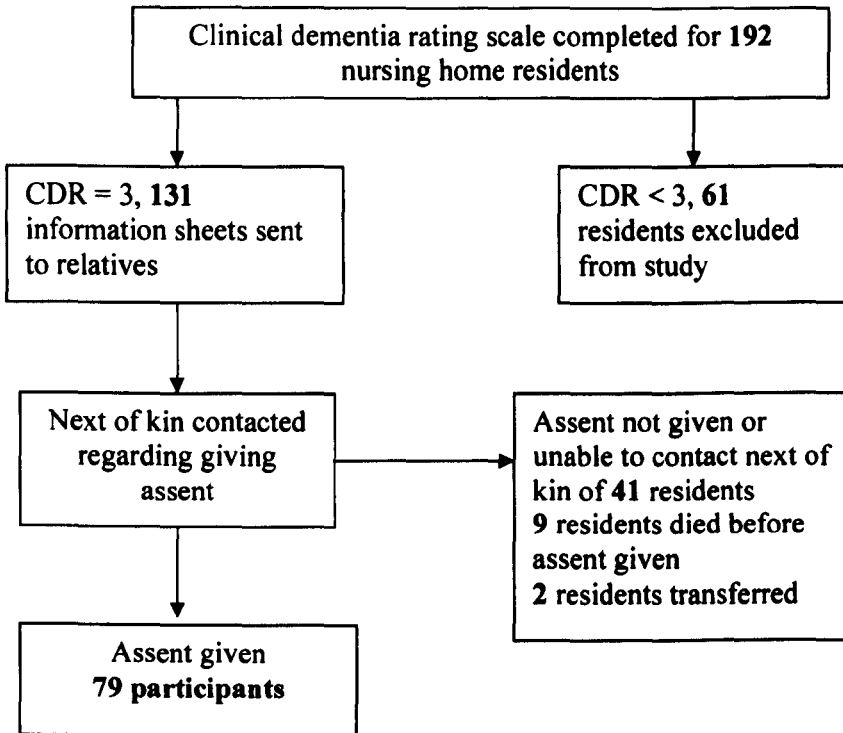 Clinical dementia rating scale completed for 192
nursing home residents
CDR = 3, 131
information sheets sent
to relatives
CDR < 3, 61
residents excluded
from study
Next of kin contacted
regarding giving
assent
Assent not given or
unable to contact next of
kin of 41 residents
9 residents died before
assent given
2 residents transferred
Assent given
79 participants